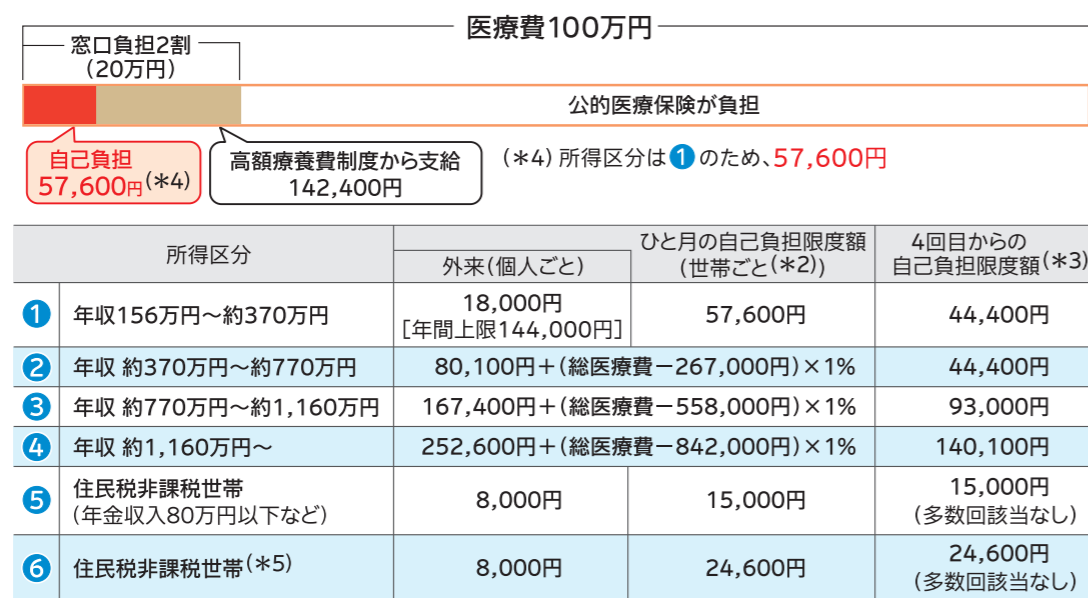 医療費100万円
窓口負担2割
(20万円)
公的医療保険が負担
自己負担
57,600円(*4)
高額療養費制度から支給
142,400円
(*4) 所得区分は❶のため、57,600円
所得区分
ひと月の自己負担限度額
(世帯ごと(*2))
外来(個人ごと)
4回目からの
自己負担限度額(*3)
❶ 年収156万円~約370万円 18,000円 57,600円 44,400円
[年間上限144,000円]
❷ 年収 約370万円~約770万円 80,100円+(総医療費-267,000円)×1% 44,400円
❸ 年収 約770万円~約1,160万円 167,400円+(総医療費-558,000円)×1% 93,000円
❹ 年収 約1,160万円~ 252,600円+(総医療費-842,000円)×1% 140,100円
❺ 住民税非課税世帯 8,000円 15,000円 15,000円
(年金収入80万円以下など) (多数回該当なし)
❻ 住民税非課税世帯(*5) 8,000円 24,600円 24,600円
(多数回該当なし)